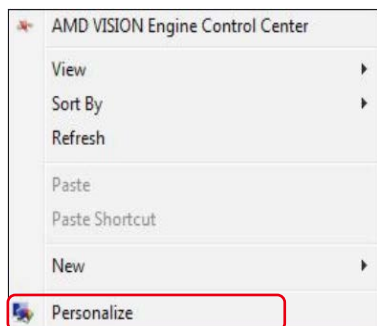 AMD VISION Engine Control Center
View
Sort By
Refresh
Paste
Paste Shortcut
New
Personalize